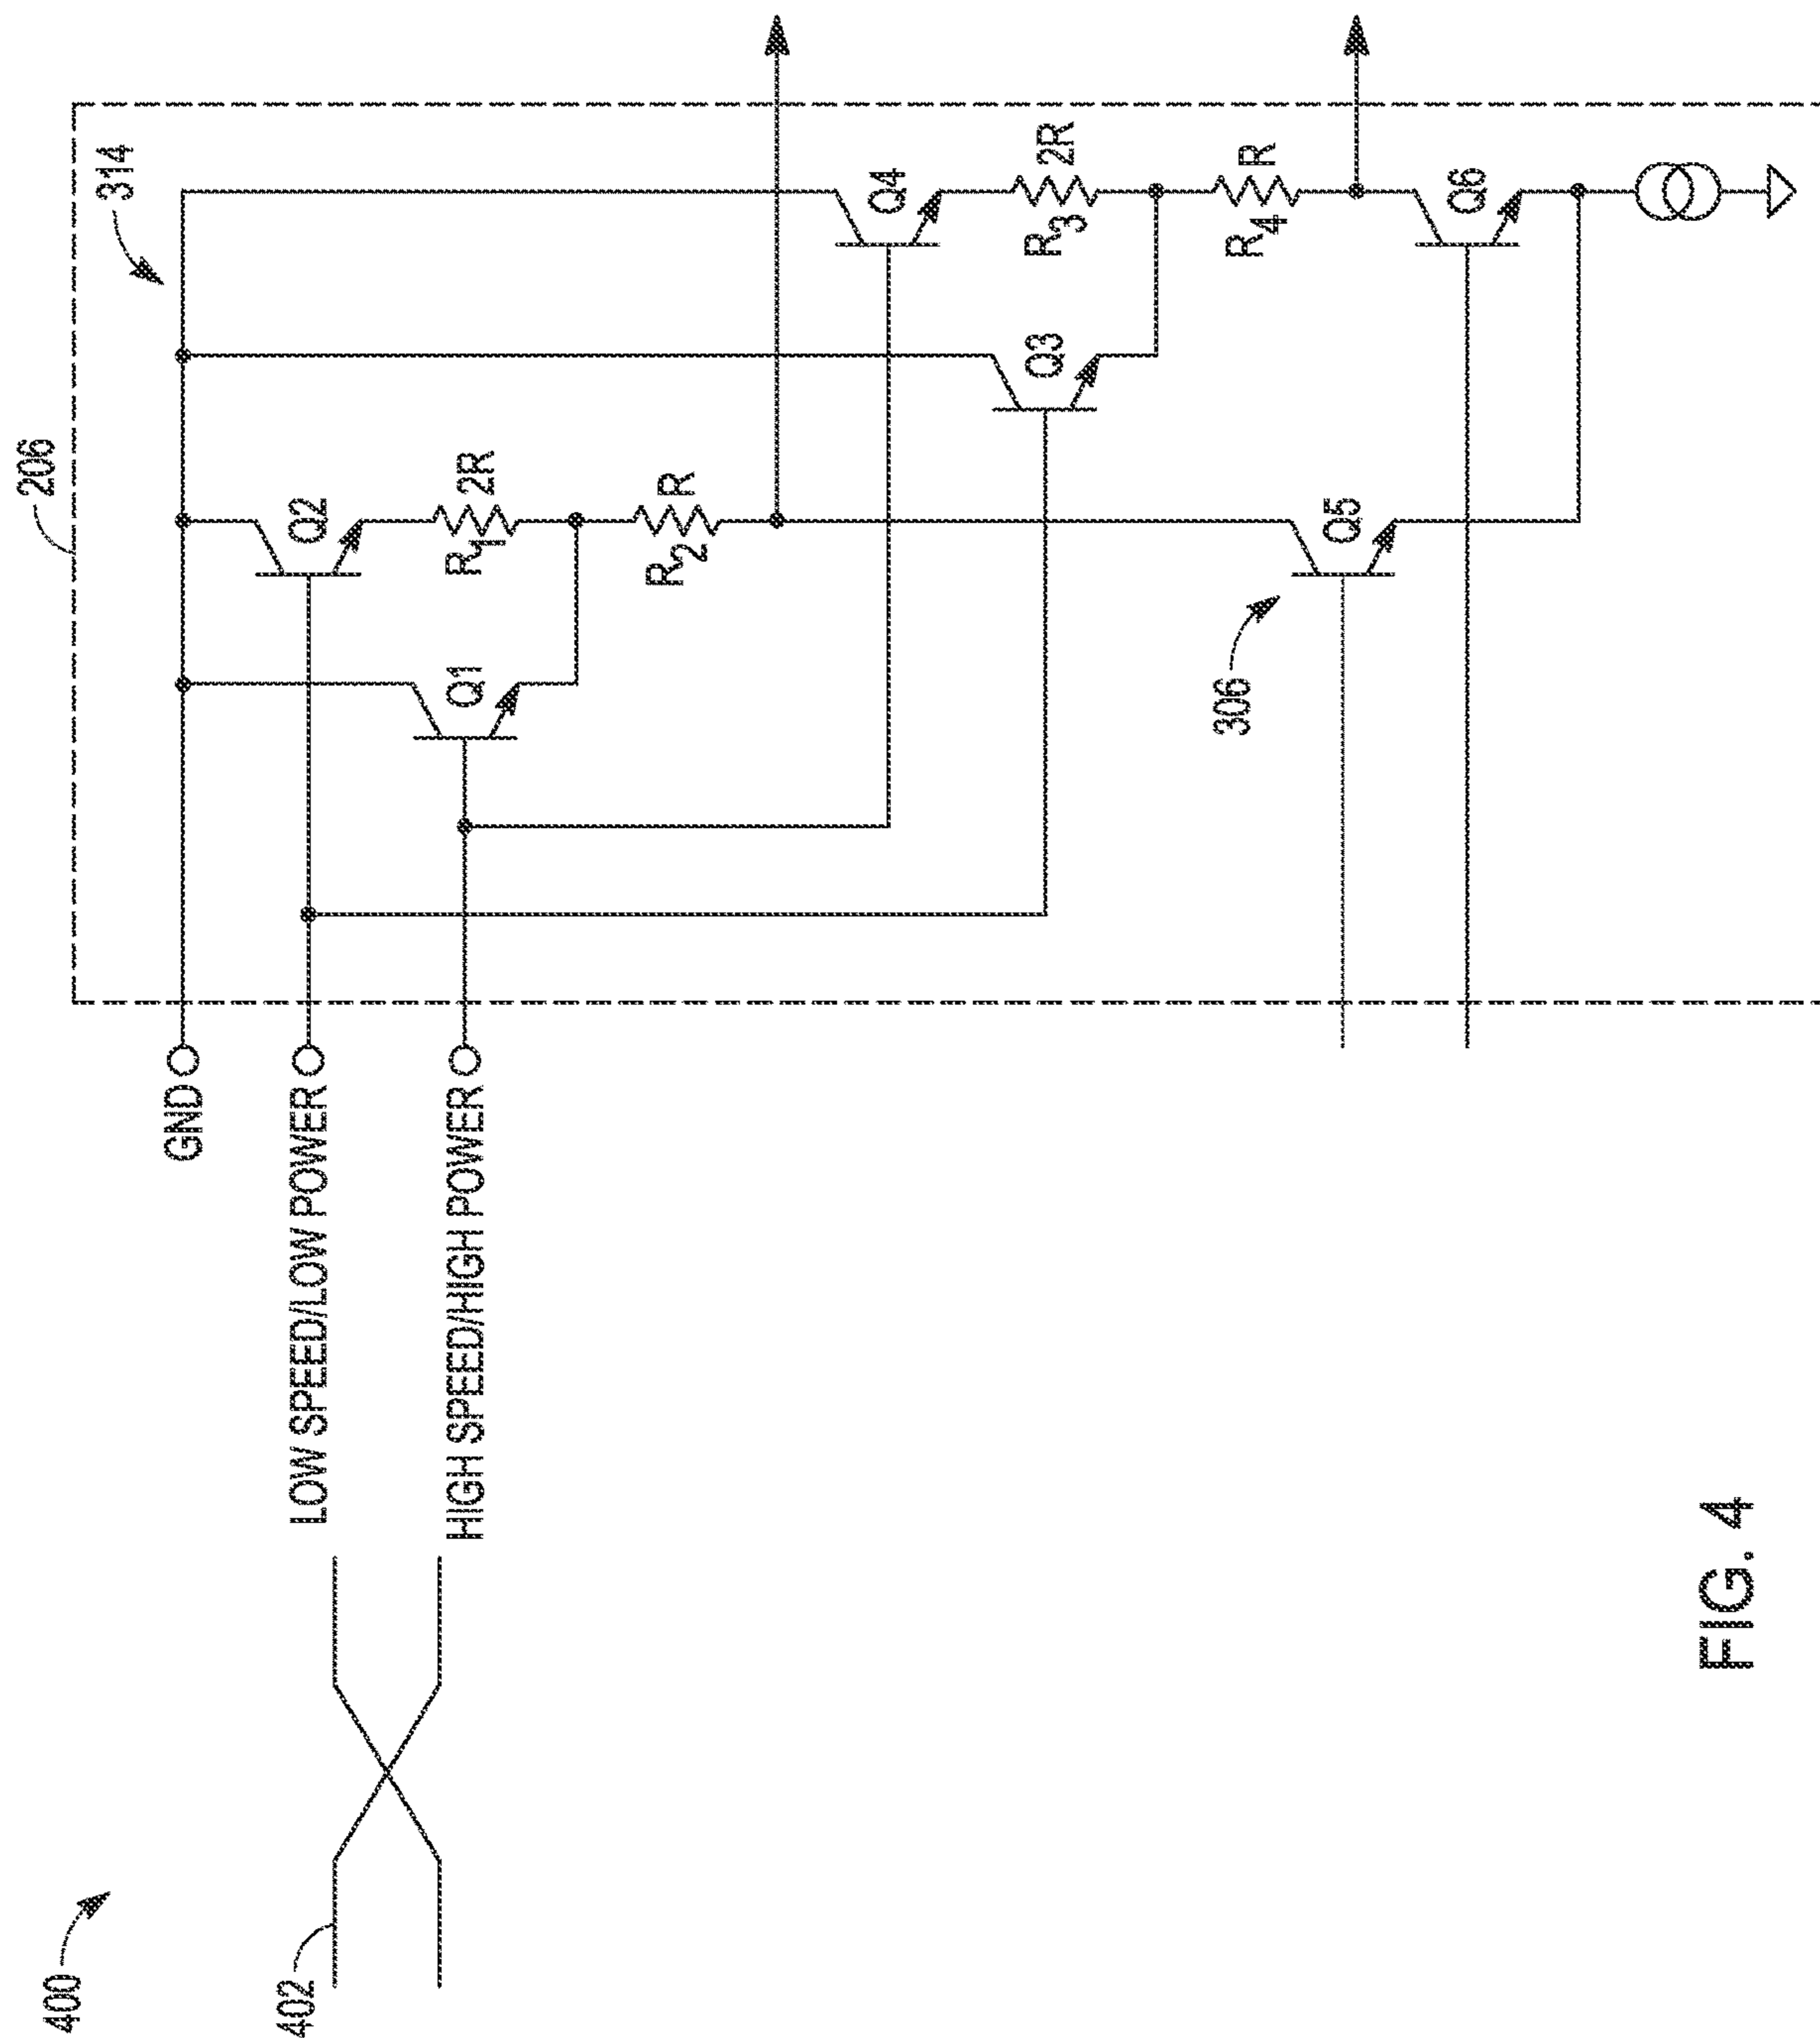 400
402
206
314
GND
LOW SPEED/LOW POWER
HIGH SPEED/HIGH POWER
Q2
R1 2R
Q1
R2 R
Q4
R3 2R
Q3
R4 R
306
Q5
Q6
FIG. 4